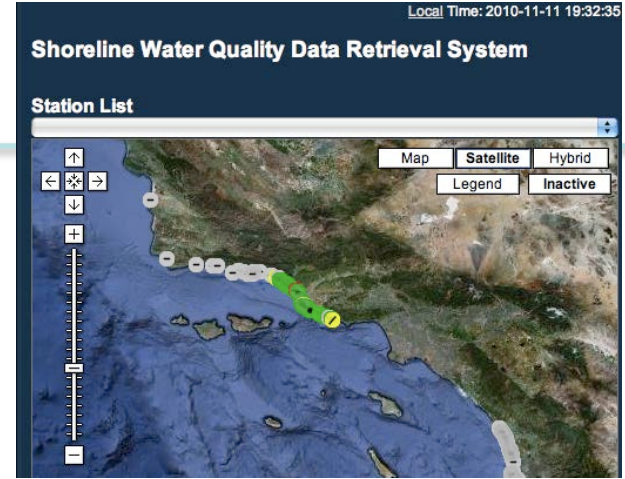 Local Time: 2010-11-11 19:32:35
Shoreline Water Quality Data Retrieval System
Station List
Map Satellite Hybrid
Legend Inactive